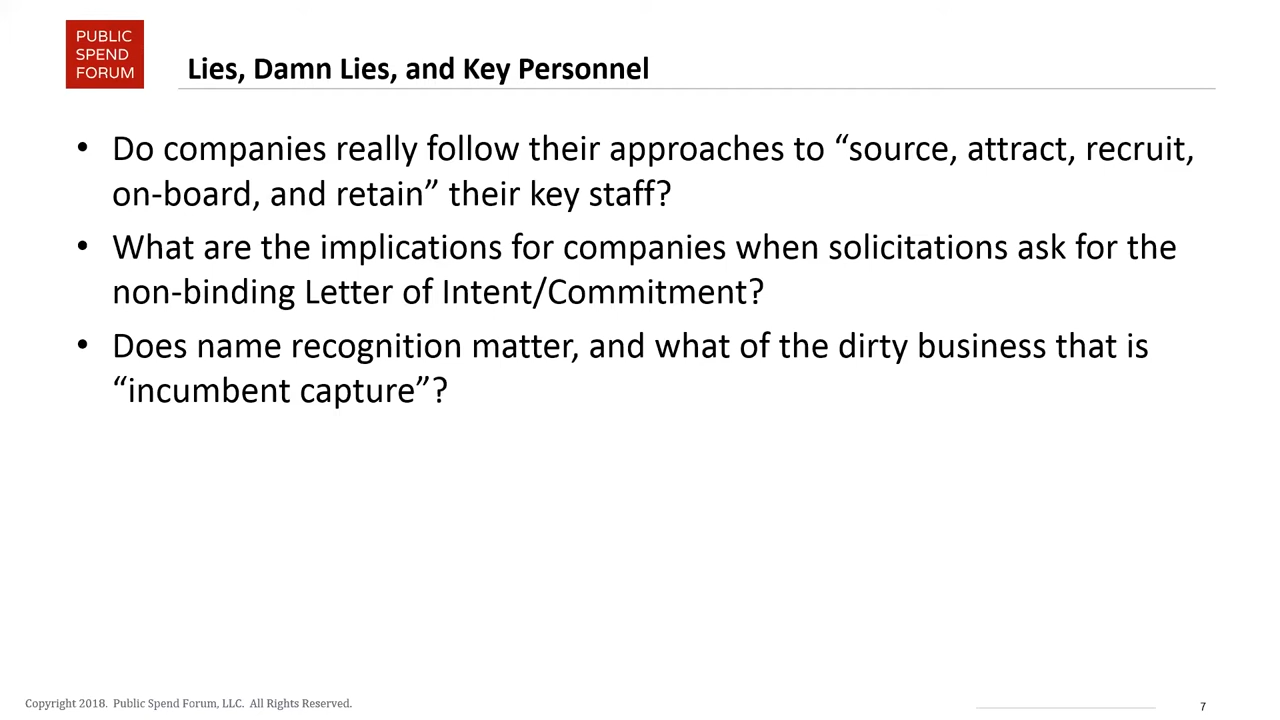 PUBLIC
SPEND
FORUM
Lies, Damn Lies, and Key Personnel
• Do companies really follow their approaches to “source, attract, recruit,
on-board, and retain” their key staff?
• What are the implications for companies when solicitations ask for the
non-binding Letter of Intent/Commitment?
• Does name recognition matter, and what of the dirty business that is
“incumbent capture”?
Copyright 2018. Public Spend Forum, LLC. All Rights Reserved.
7